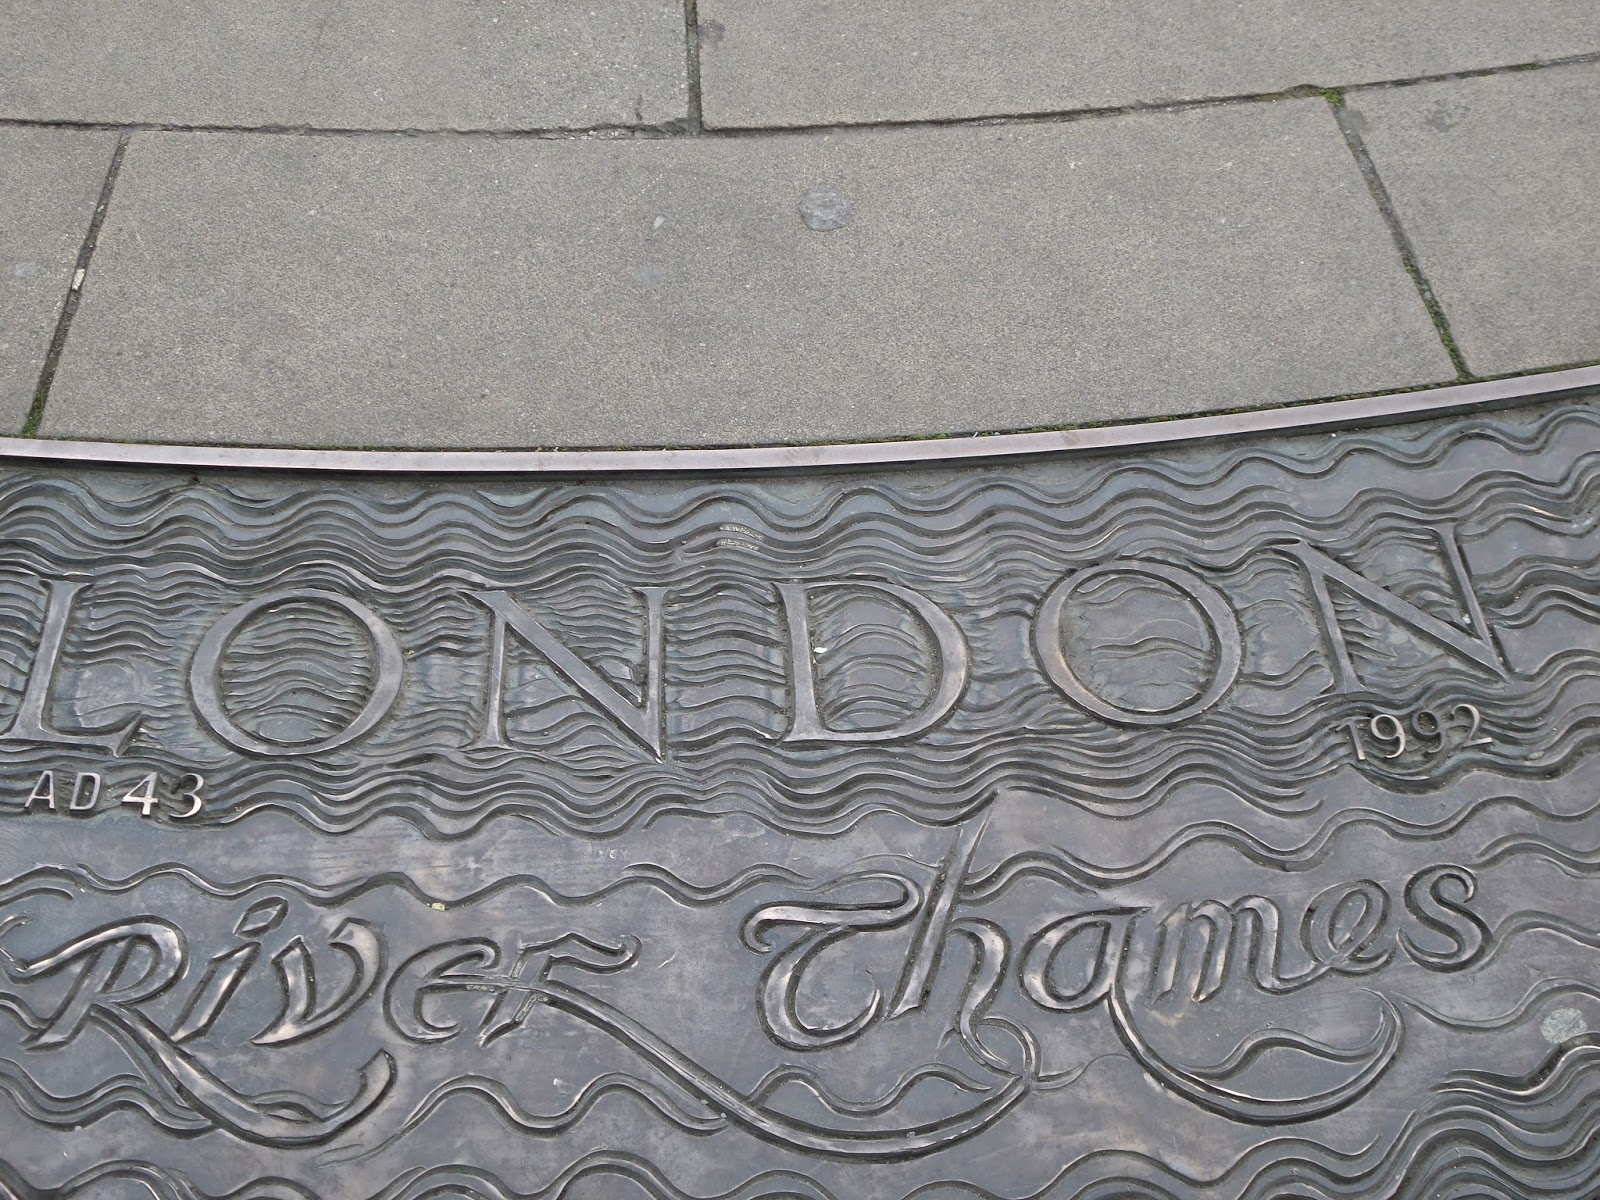 LONDON
AD 43 1992
River Thames